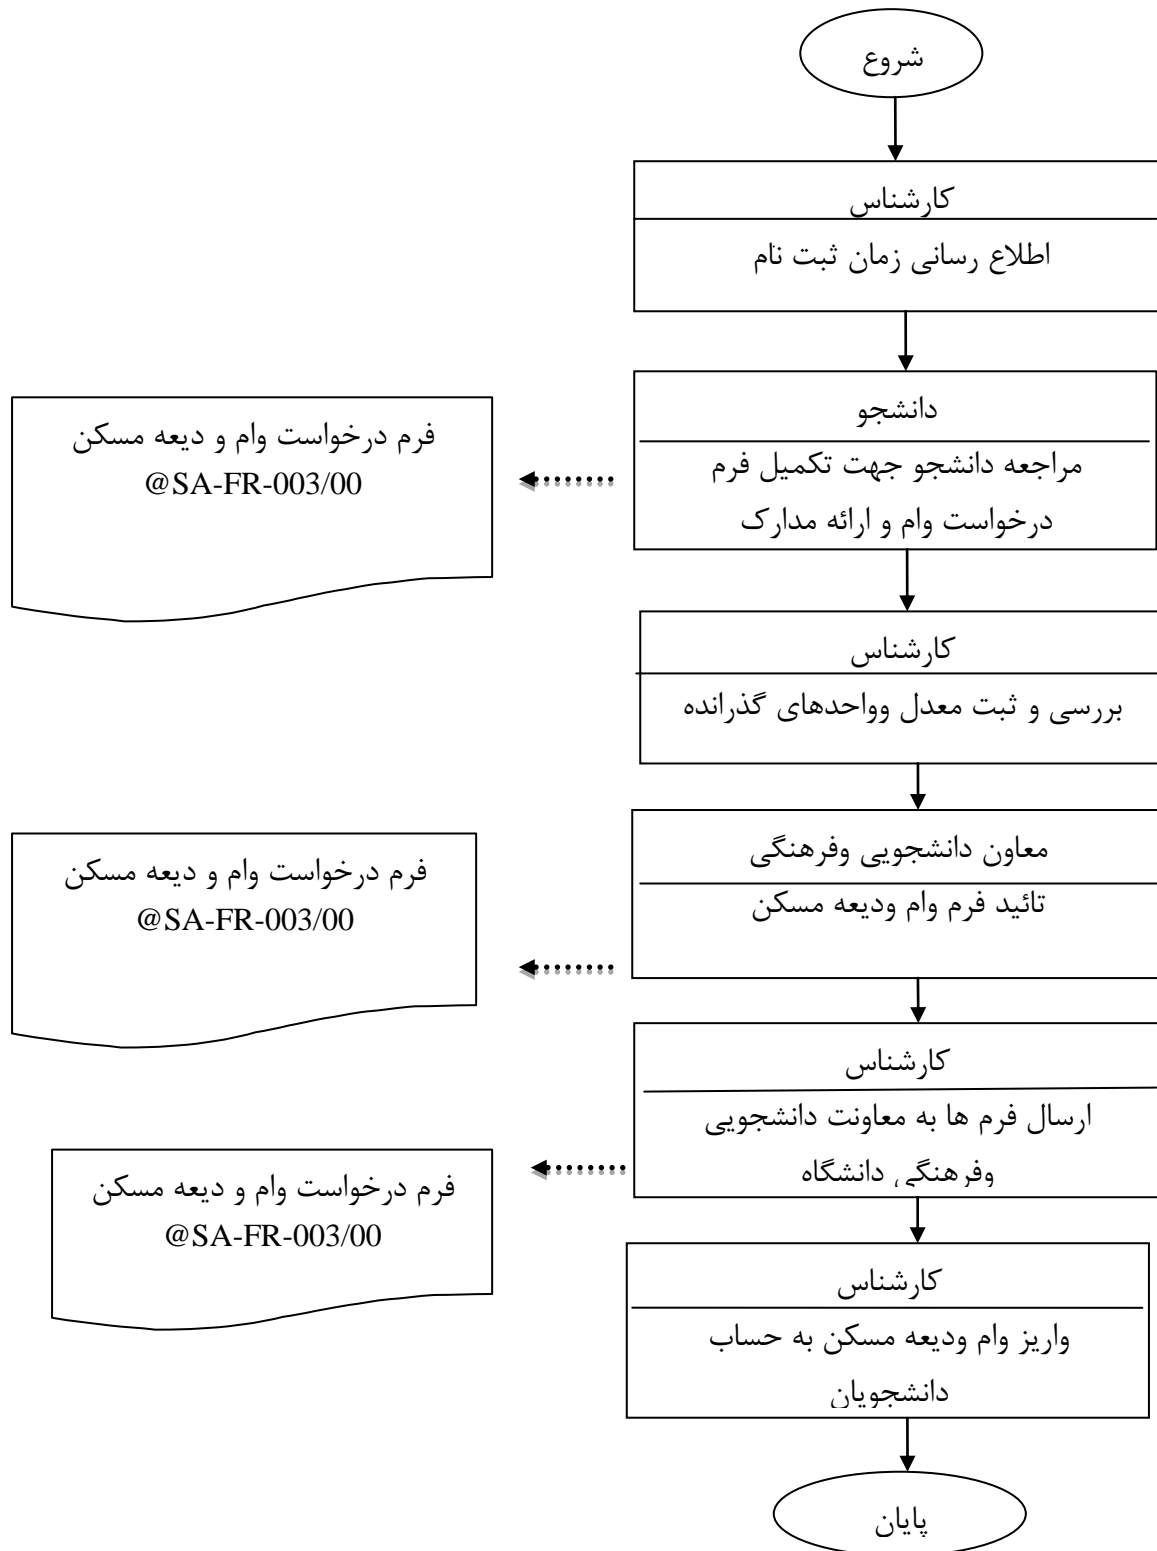 شروع
کارشناس
اطلاع رسانی زمان ثبت نام
دانشجو
مراجعه دانشجو جهت تکمیل فرم
درخواست وام و ارائه مدارک
فرم درخواست وام و دیعه مسکن
@SA-FR-003/00
کارشناس
بررسی و ثبت معدل وواحدهای گذرانده
معاون دانشجویی وفرهنگی
تائید فرم وام ودیعه مسکن
فرم درخواست وام و دیعه مسکن
@SA-FR-003/00
کارشناس
ارسال فرم ها به معاونت دانشجویی
وفرهنگی دانشگاه
فرم درخواست وام و دیعه مسکن
@SA-FR-003/00
کارشناس
واریز وام ودیعه مسکن به حساب
دانشجویان
پایان